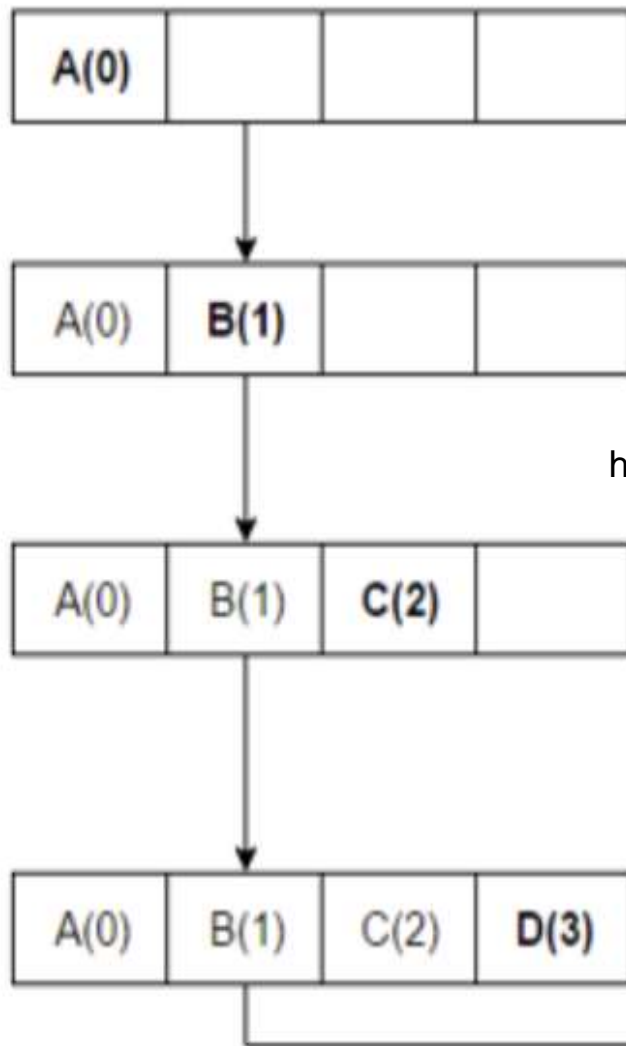 A(0)
A(0) B(1)
h
A(0) B(1) C(2)
A(0) B(1) C(2) D(3)